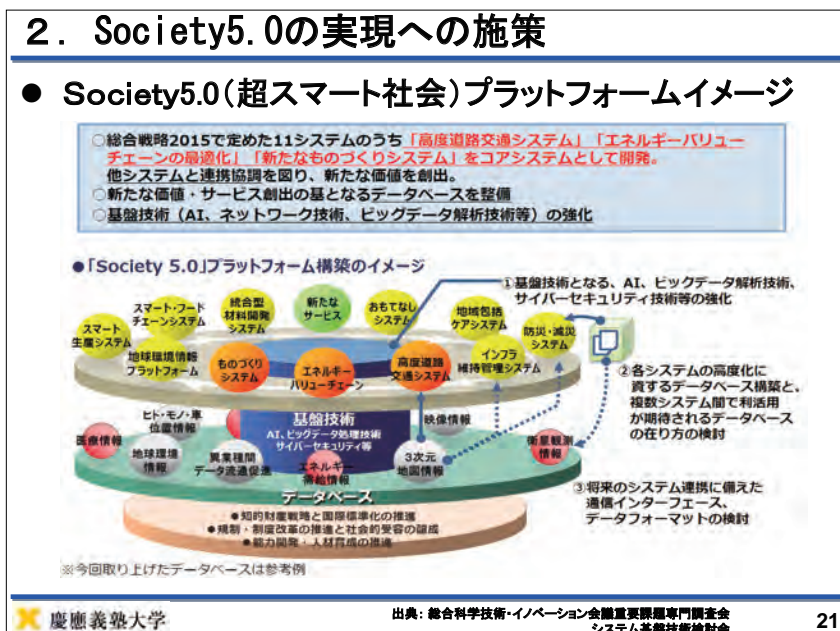 ２．Society5.0の実現への施策
● Society5.0(超スマート社会)プラットフォームイメージ
○総合戦略2015で定めた11システムのうち「高度道路交通システム」「エネルギーバリュー
チェーンの最適化」「新たなものづくりシステム」をコアシステムとして開発。
他システムと連携協調を図り、新たな価値を創出。
○新たな価値・サービス創出の基となるデータベースを整備
○基盤技術（AI、ネットワーク技術、ビッグデータ解析技術等）の強化
●「Society 5.0」プラットフォーム構築のイメージ
①基盤技術となる、AI、ビックデータ解析技術、
サイバーセキュリティ技術等の強化
スマート
生産システム
スマート・フード
チェーンシステム
統合型
材料開発
システム
新たな
サービス
おもてなし
システム
地域包括
ケアシステム
防災・減災
システム
地球環境情報
プラットフォーム
ものづくり
システム
エネルギー
バリューチェーン
高度道路
交通システム
インフラ
維持管理システム
②各システムの高度化に
資するデータベース構築と、
複数システム間で利活用
が期待されるデータベース
の在り方の検討
医療情報
ヒト・モノ・車
位置情報
基盤技術
AI、ビッグデータ処理技術
サイバーセキュリティ等
映像情報
衛星観測
情報
地球環境
情報
異業種間
データ流通促進
エネルギー
需給情報
3次元
地図情報
データベース
③将来のシステム連携に備えた
通信インターフェース、
データフォーマットの検討
●知的財産戦略と国際標準化の推進
●規制・制度改革の推進と社会的受容の醸成
●能力開発・人材育成の推進
※今回取り上げたデータベースは参考例
慶應義塾大学
出典：総合科学技術・イノベーション会議重要課題専門調査会
システム基盤技術検討会
21